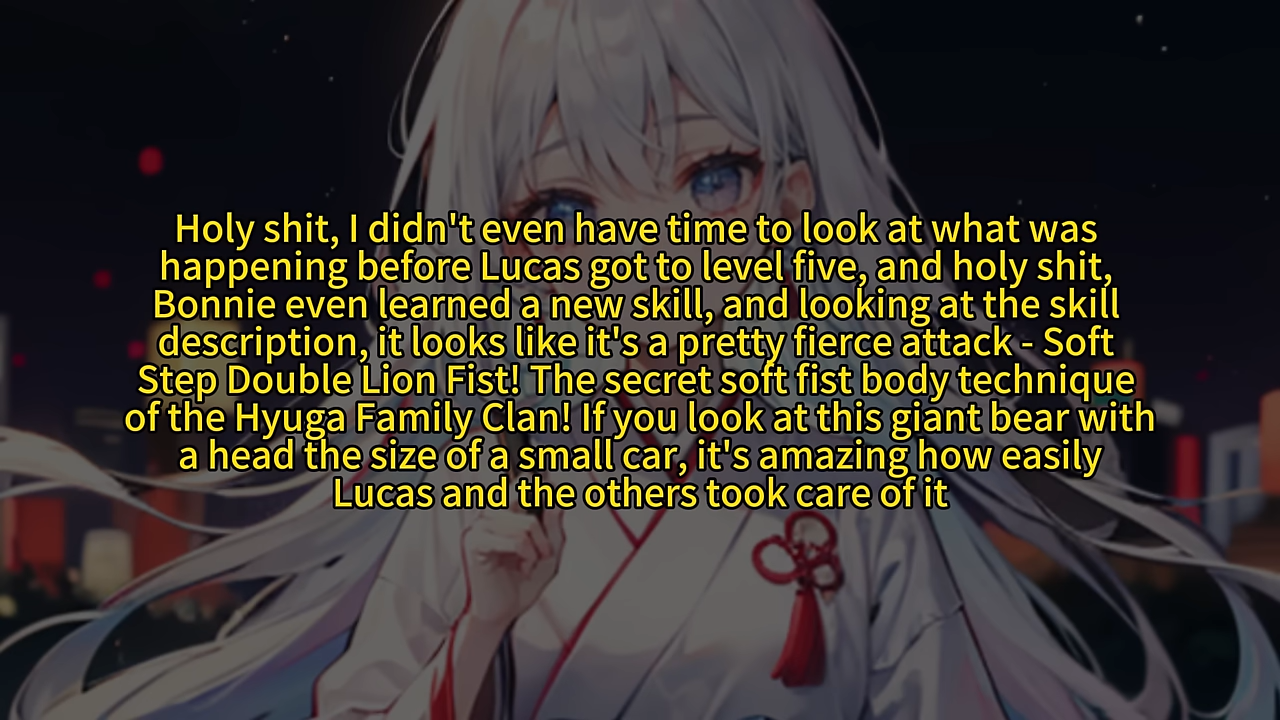 Holy shit, I didn't even have time to look at what was
happening before Lucas got to level five, and holy shit,
Bonnie even learned a new skill, and looking at the skill
description, it looks like it's a pretty fierce attack - Soft
Step Double Lion Fist! The secret soft fist body technique
of the Hyuga Family Clan! If you look at this giant bear with
a head the size of a small car, it's amazing how easily
Lucas and the others took care of it